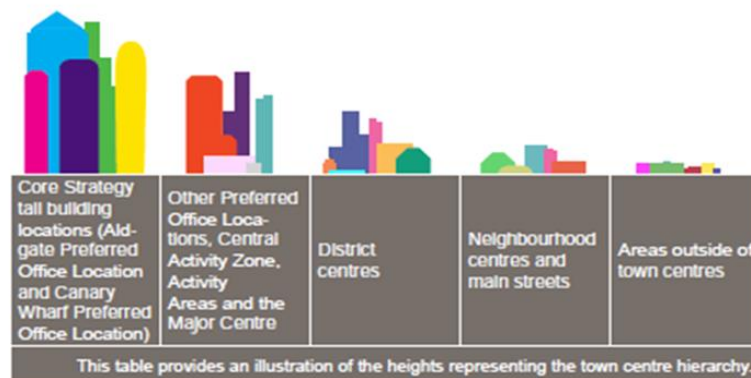 Core Strategy
tall building
locations (Ald-
gate Preferred
Office Location
and Canary
Wharf Preferred
Office Location)
Other Preferred
Office Loca-
tions, Central
Activity Zone,
Activity
Areas and the
Major Centre
District
centres
Neighbourhood
centres and
main streets
Areas outside of
town centres
This table provides an illustration of the heights representing the town centre hierarchy.